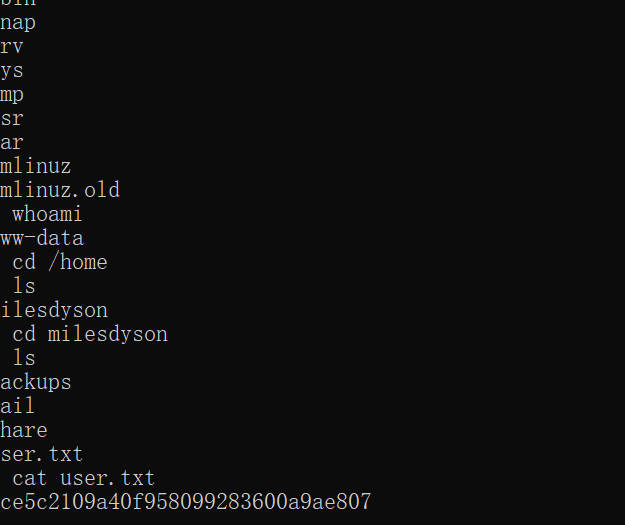 bin
nap
rv
ys
mp
sr
ar
mlinuz
mlinuz.old
whoami
ww-data
cd /home
ls
ilesdyson
cd milesdyson
ls
ackups
ail
hare
ser.txt
cat user.txt
ce5c2109a40f958099283600a9ae807